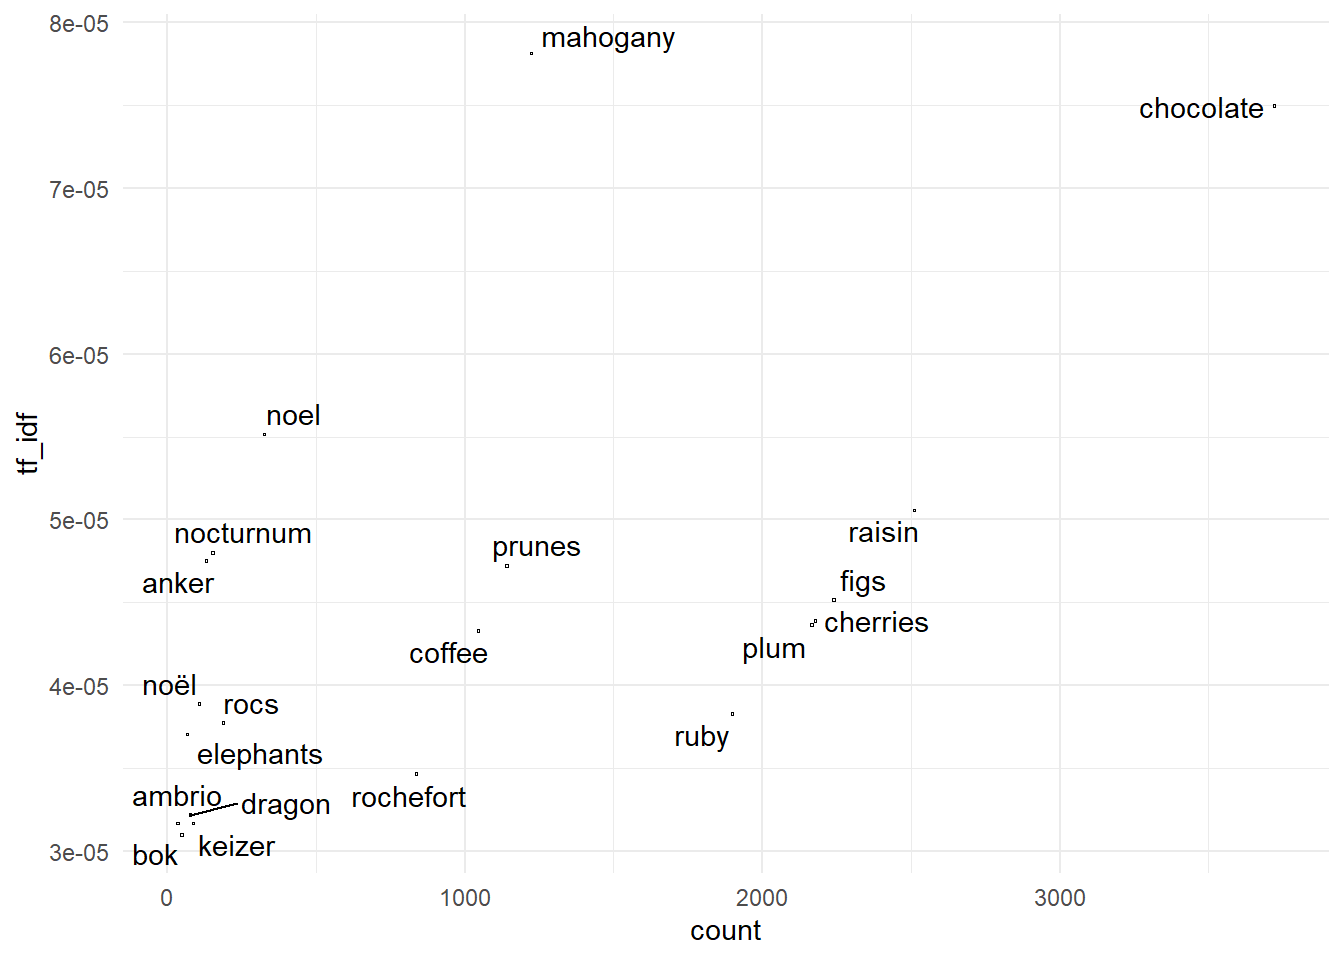 8e-05
mahogany
chocolate
7e-05
6e-05
noel
tf_idf
5e-05
nocturnum
raisin
prunes
anker
figs
cherries
plum
coffee
4e-05
noël
rocs
ruby
elephants
ambrio
dragon
rochefort
keizer
bok
3e-05
0
1000
2000
3000
count